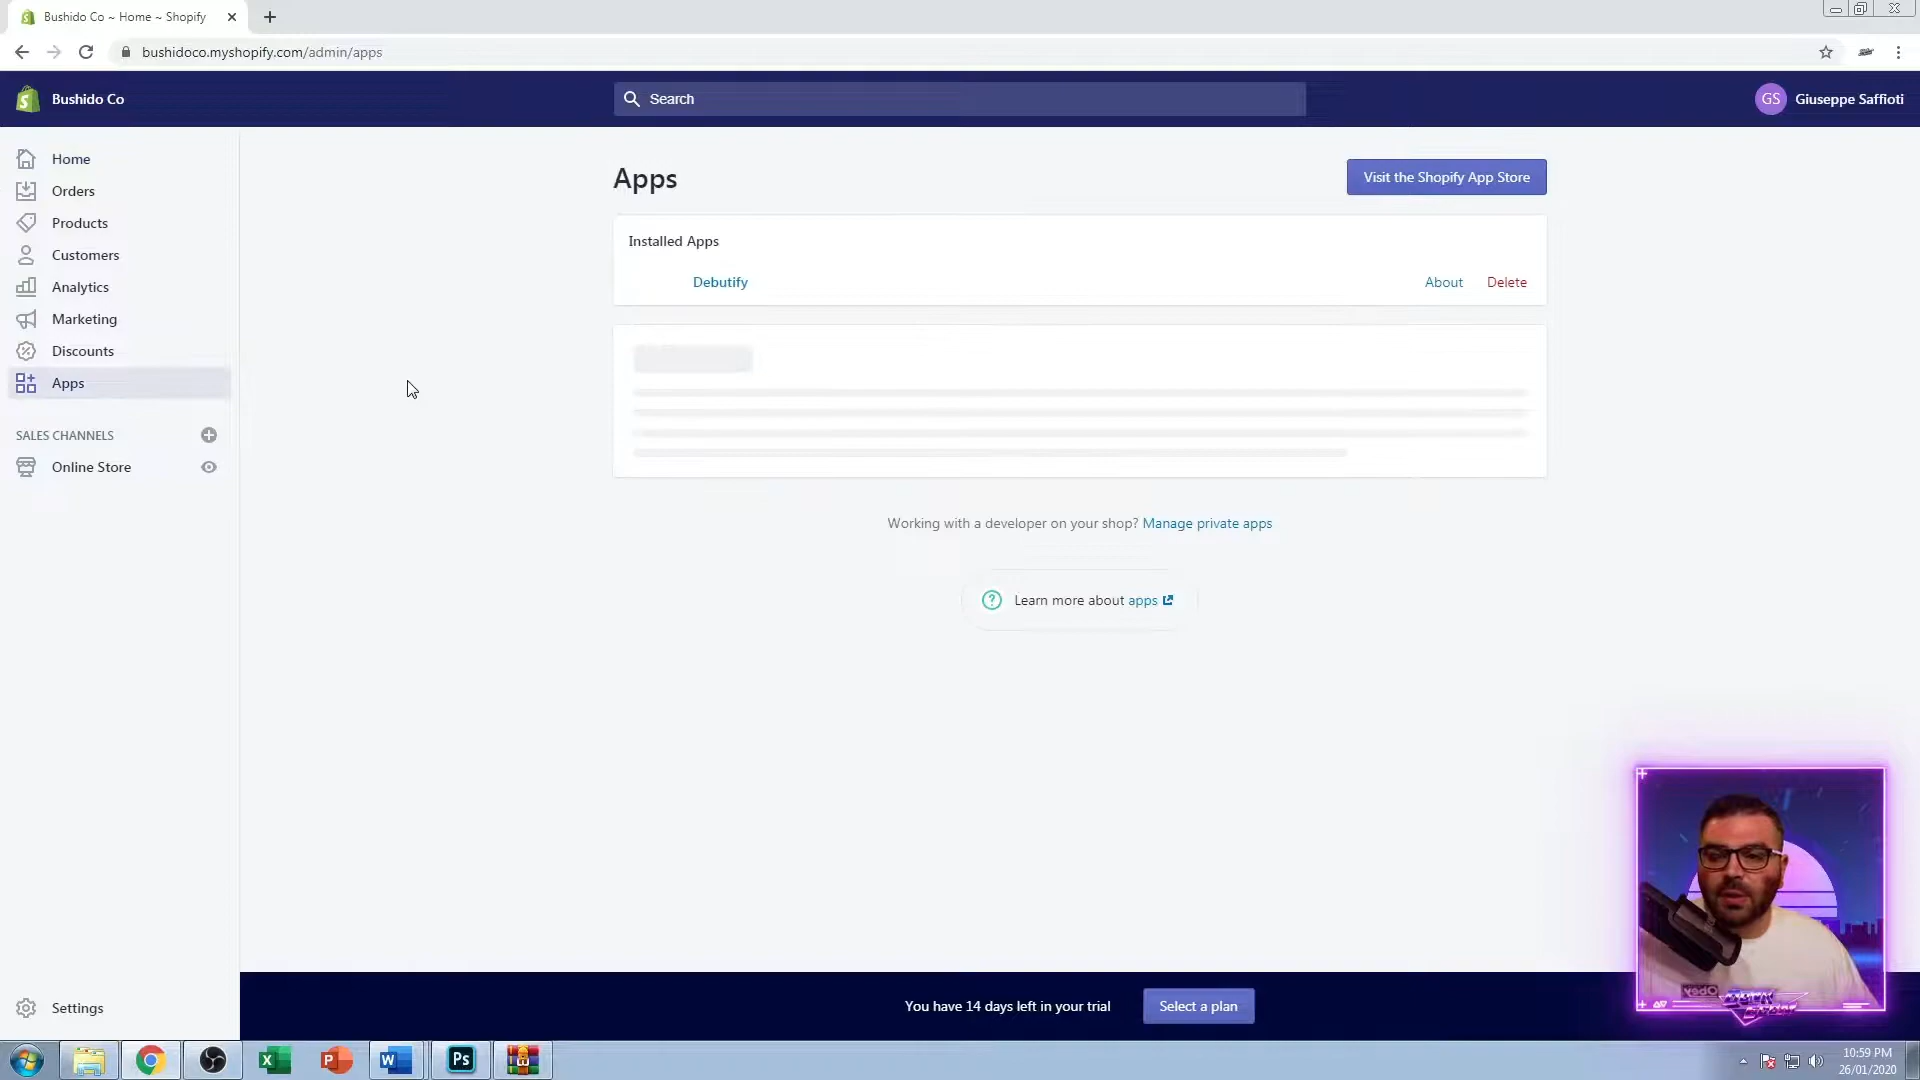 Bushido Co ~ Home ~ Shopify
bushidoco.myshopify.com/admin/apps
Bushido Co
Search
GS
Giuseppe Saffioti
Home
Orders
Products
Customers
Analytics
Marketing
Discounts
Apps
SALES CHANNELS
Online Store
Settings
Apps
Visit the Shopify App Store
Installed Apps
Debutify
About
Delete
Working with a developer on your shop? Manage private apps
Learn more about apps
You have 14 days left in your trial
Select a plan
10:59 PM
26/01/2020